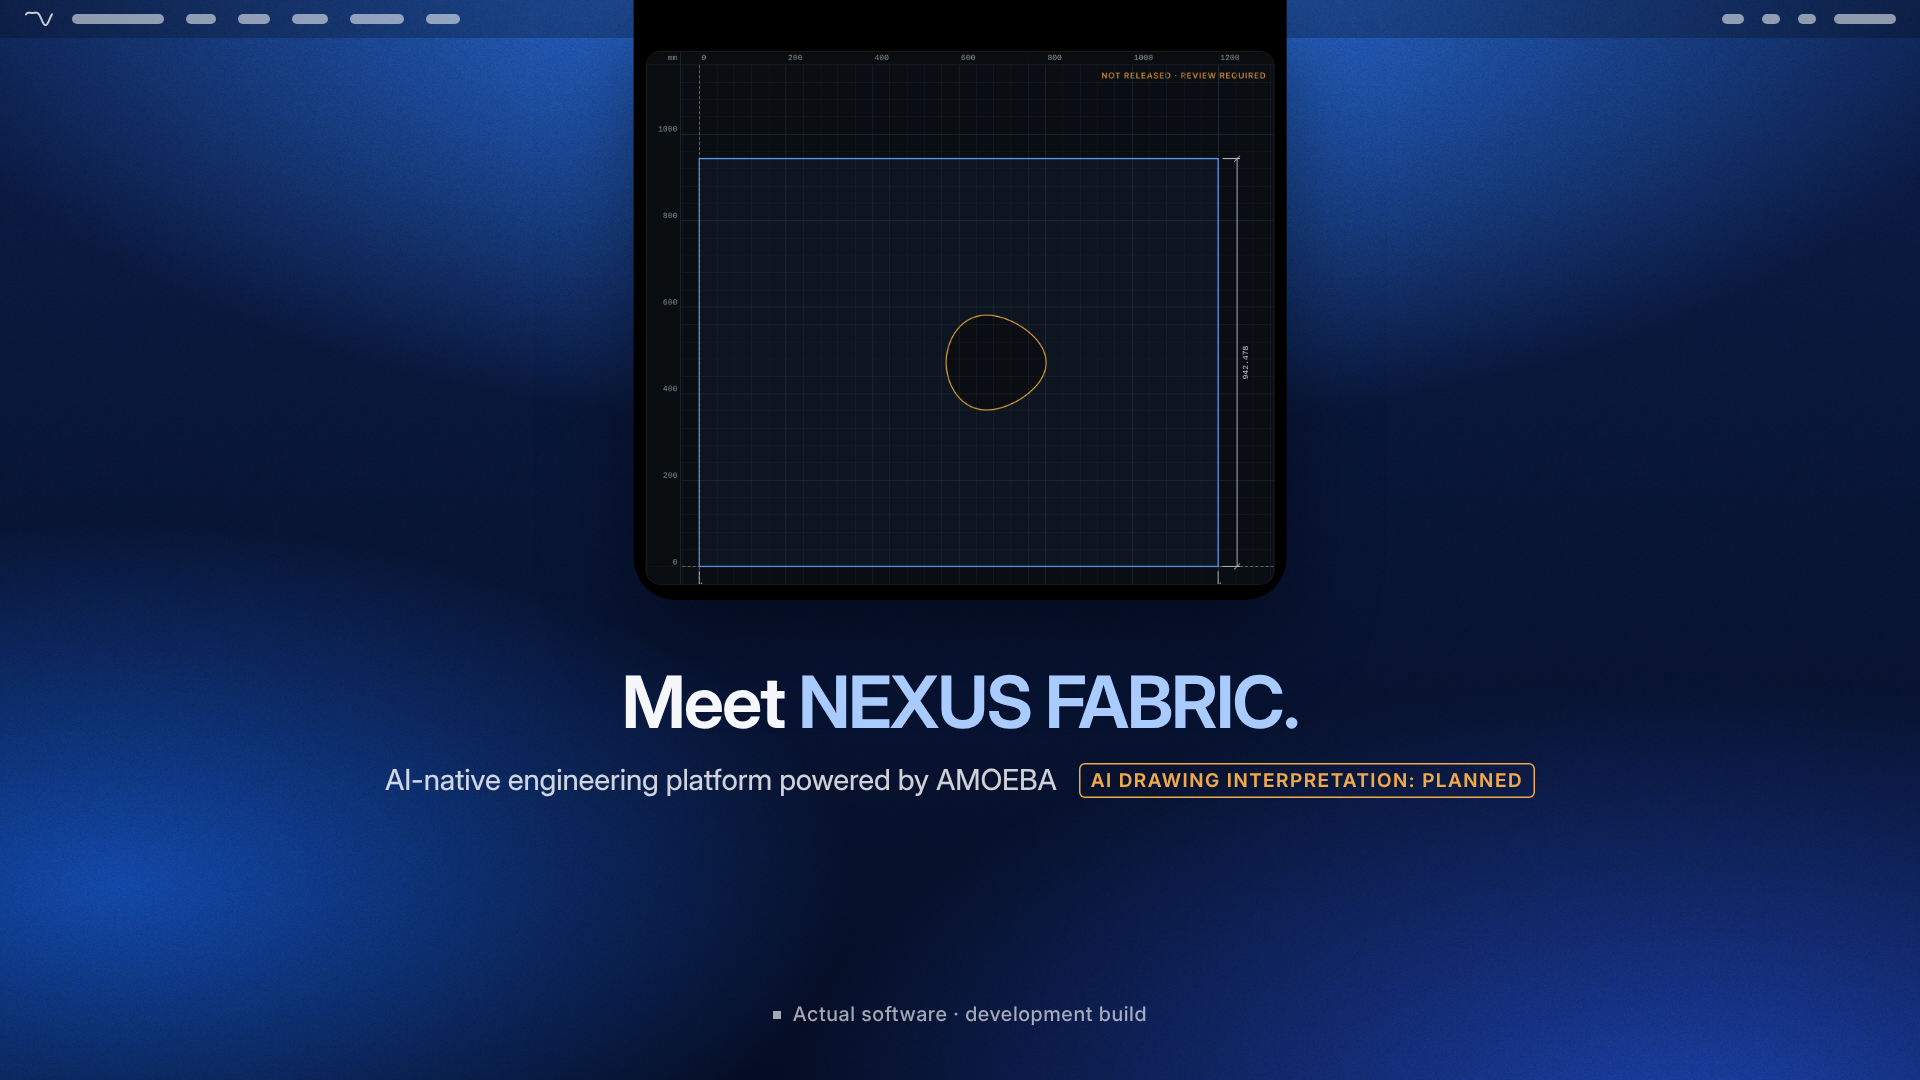 mm 0 200 400 600 800 1000 1200
NOT RELEASED · REVIEW REQUIRED
1000
800
600
942.478
400
200
0
Meet NEXUS FABRIC.
AI-native engineering platform powered by AMOEBA
AI DRAWING INTERPRETATION: PLANNED
Actual software · development build